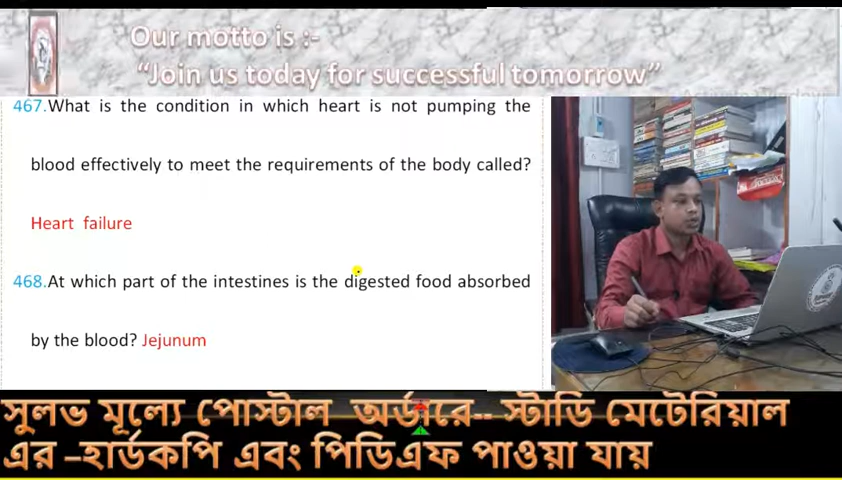 Our motto is :-
"Join us today for successful tomorrow"
467.What is the condition in which heart is not pumping the
blood effectively to meet the requirements of the body called?
Heart failure
468.At which part of the intestines is the digested food absorbed
by the blood? Jejunum
সুলভ মূল্যে পোস্টাল অর্ডারে-- স্টাডি মেটেরিয়াল
এর –হার্ডকপি এবং পিডিএফ পাওয়া যায়